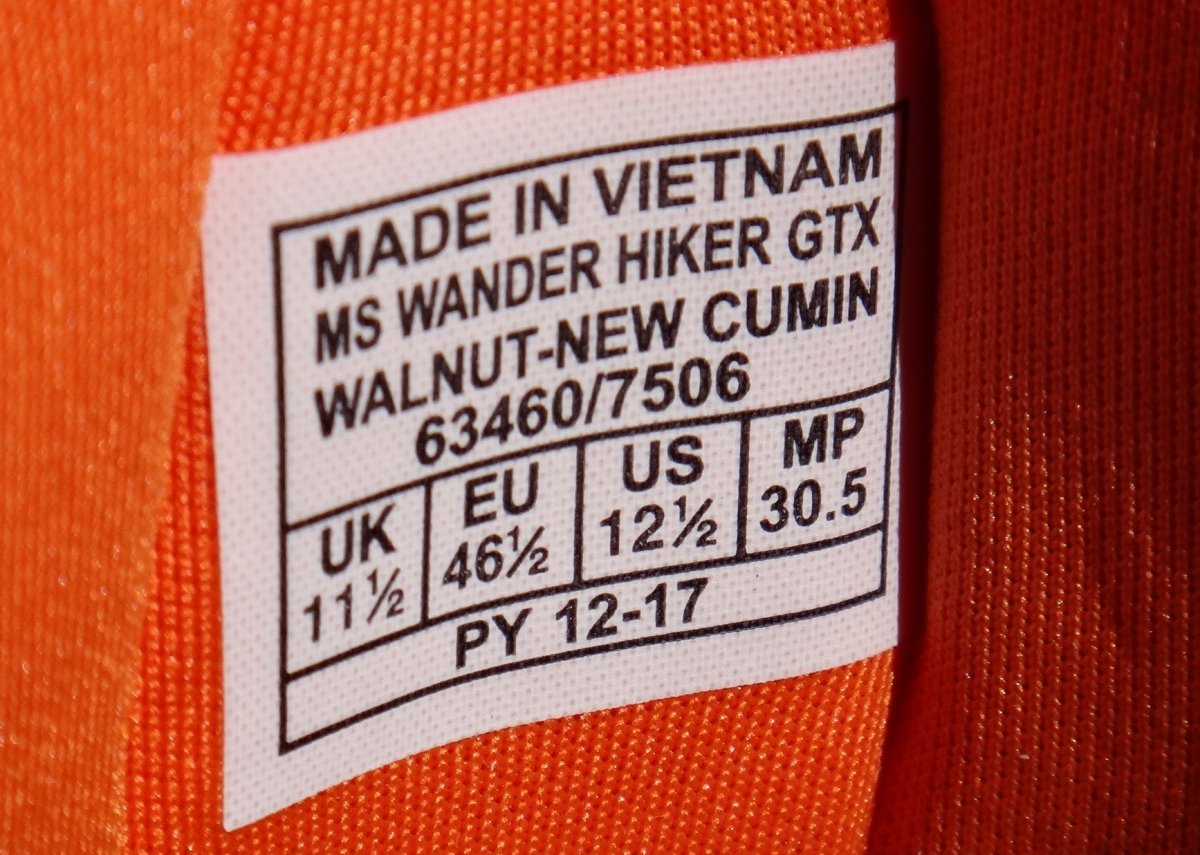 MADE IN VIETNAM
MS WANDER HIKER GTX
WALNUT-NEW CUMIN
63460/7506
UK EU US MP
11½ 46½ 12½ 30.5
PY 12-17